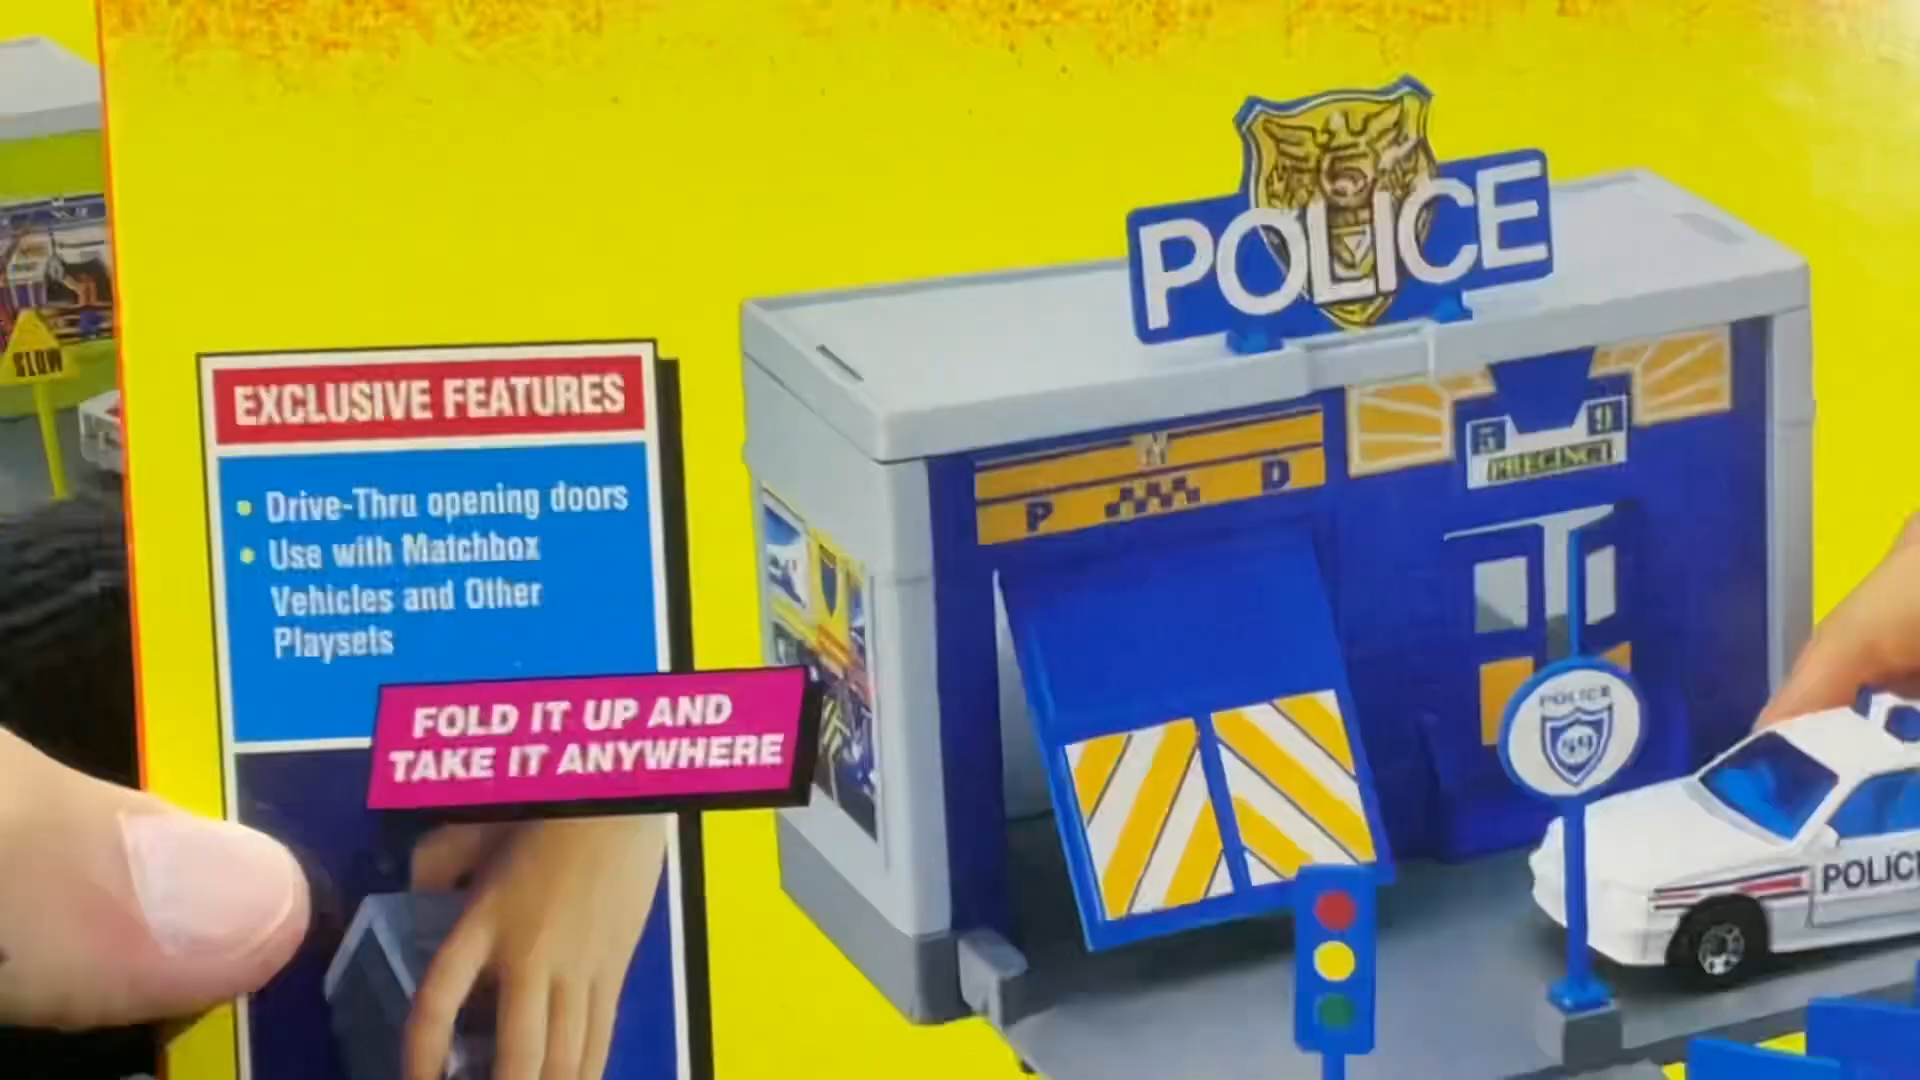 SLOW
POLICE
EXCLUSIVE FEATURES
• Drive-Thru opening doors
• Use with Matchbox
Vehicles and Other
Playsets
FOLD IT UP AND
TAKE IT ANYWHERE
P D
PRECINCT
POLICE
POLICE